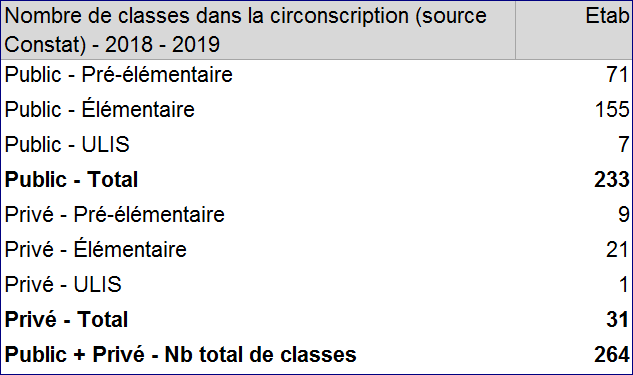 Nombre de classes dans la circonscription (source Etab
Constat) - 2018 - 2019
Public - Pré-élémentaire 71
Public - Élémentaire 155
Public - ULIS 7
Public - Total 233
Privé - Pré-élémentaire 9
Privé - Élémentaire 21
Privé - ULIS 1
Privé - Total 31
Public + Privé - Nb total de classes 264